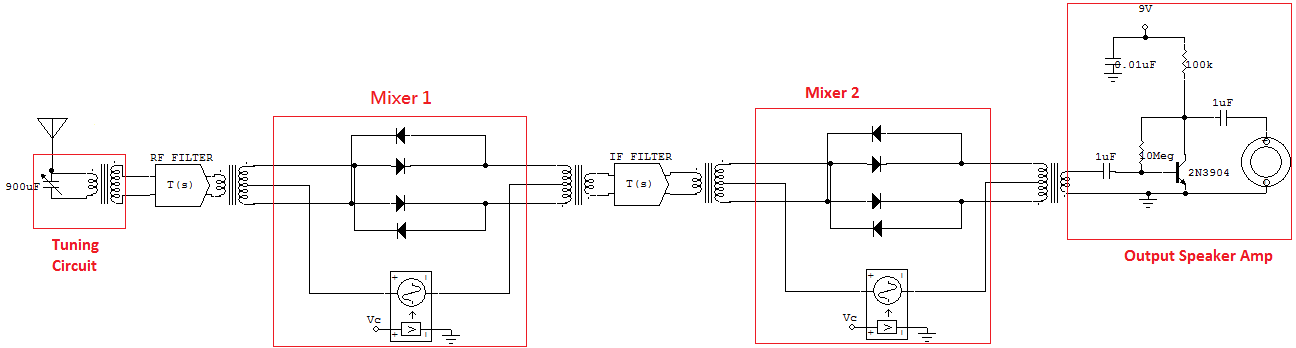 900uF
Tuning
Circuit
RF FILTER
T(s)
Mixer 1
+
-
Vc
>
+
-
IF FILTER
T(s)
Mixer 2
+
-
Vc
>
+
-
9V
0.01uF
100k
1uF
10Meg
1uF
2N3904
+
-
Output Speaker Amp